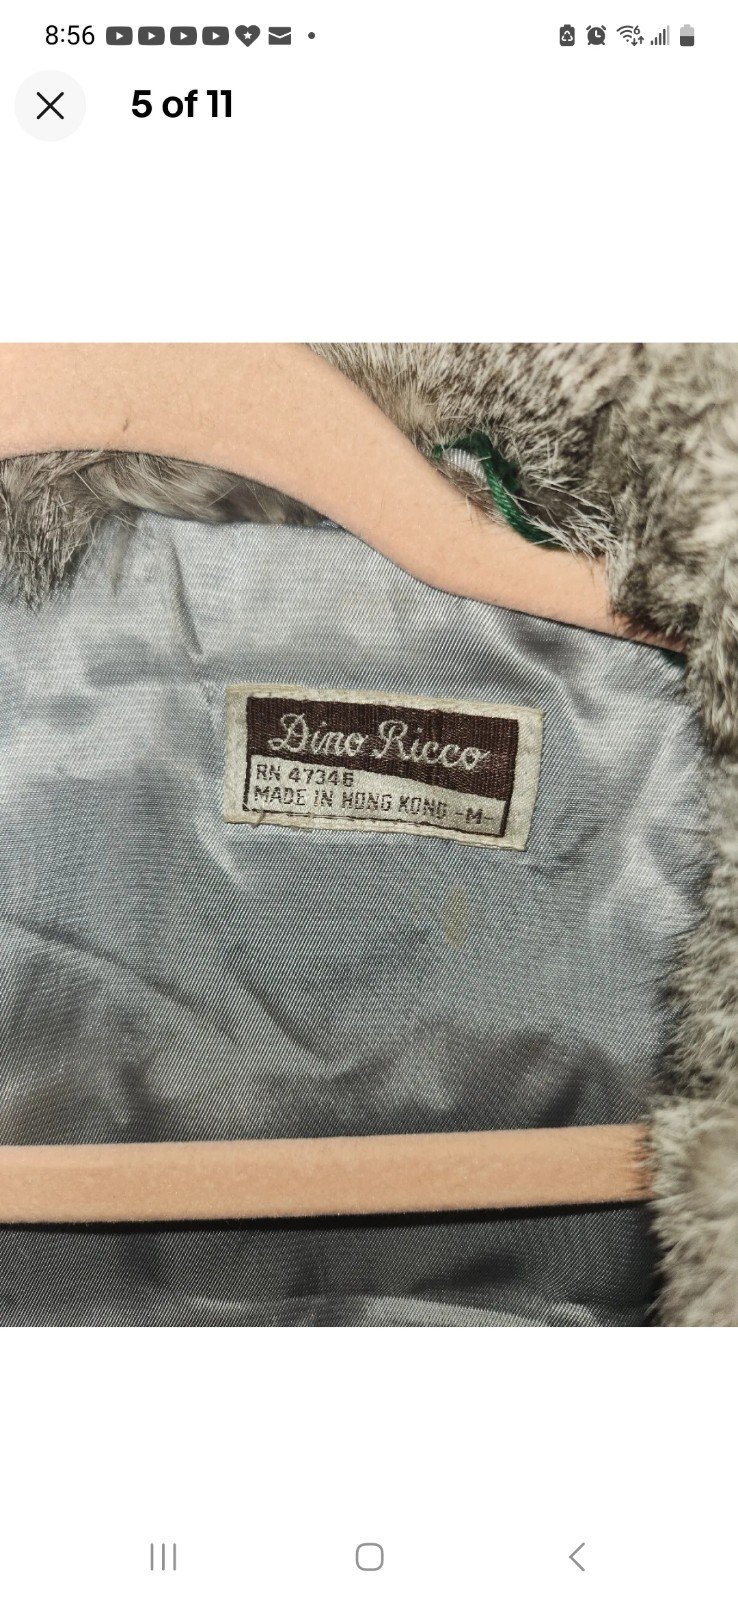 8:56
5 of 11
Dino Ricco
RN 47346
MADE IN HONG KONG -M-